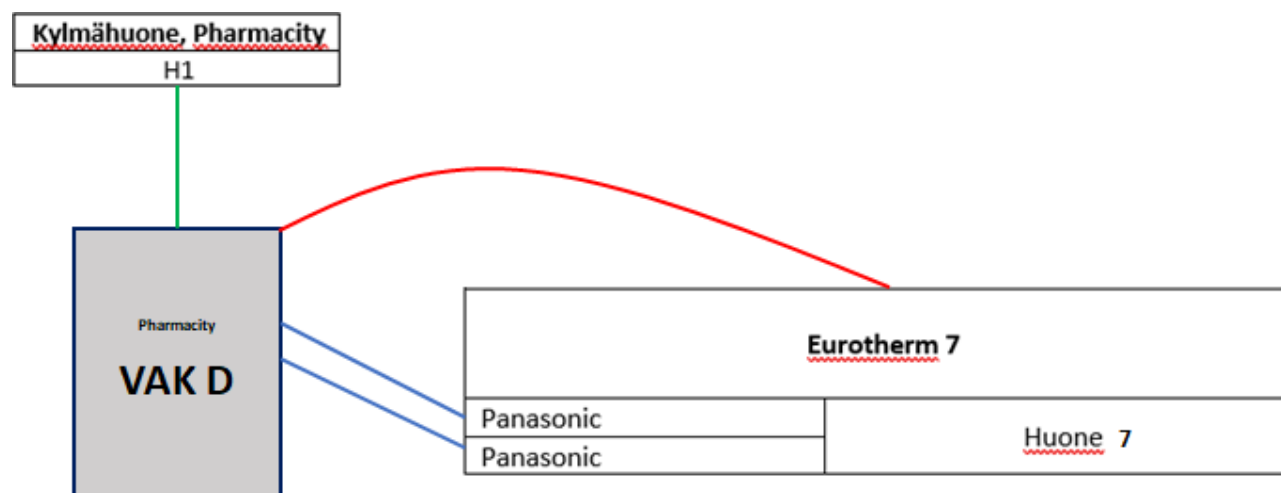 Kylmähuone, Pharmacity
H1
Pharmacity
VAK D
Eurotherm 7
Panasonic
Panasonic
Huone 7